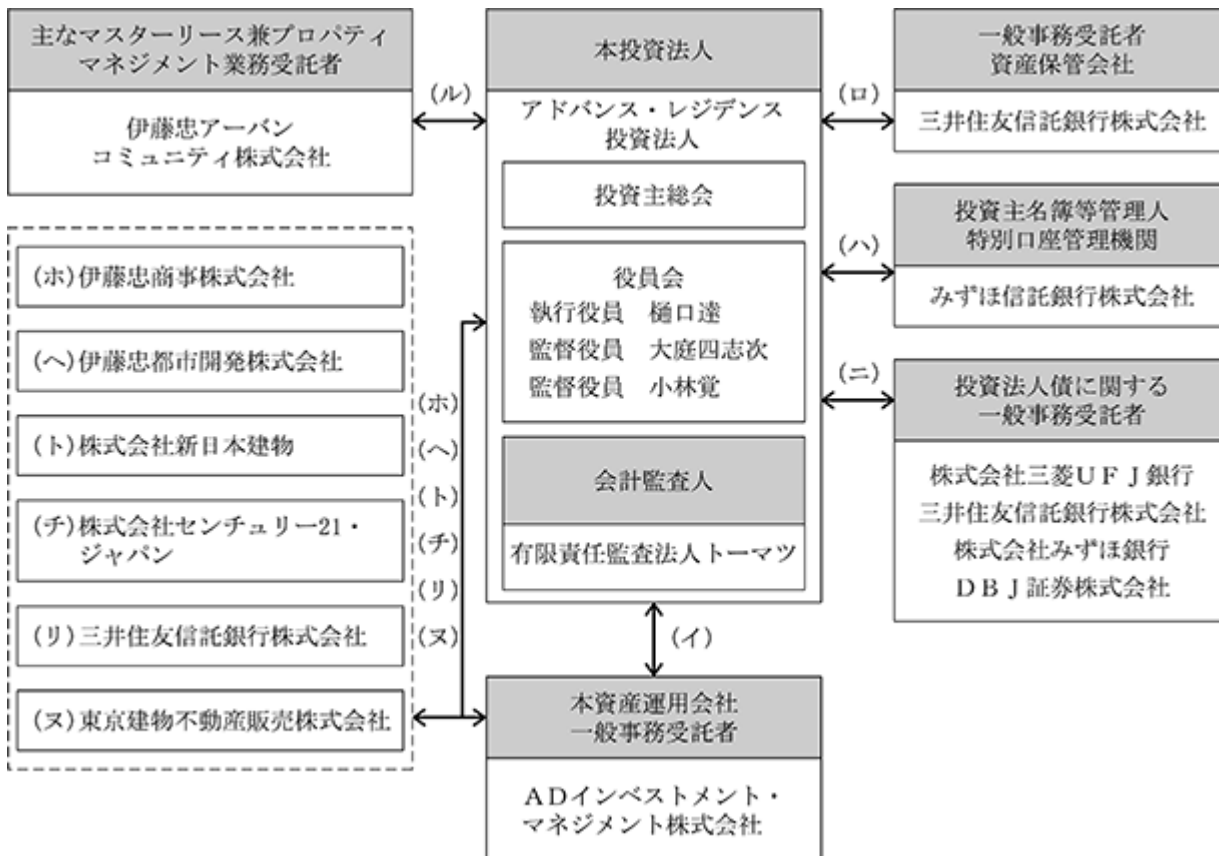 主なマスターリース兼プロパティ
マネジメント業務受託者
伊藤忠アーバン
コミュニティ株式会社
(ル)
本投資法人
アドバンス・レジデンス
投資法人
投資主総会
役員会
執行役員 樋口達
監督役員 大庭四志次
監督役員 小林覚
会計監査人
有限責任監査法人トーマツ
(ロ)
一般事務受託者
資産保管会社
三井住友信託銀行株式会社
(ハ)
投資主名簿等管理人
特別口座管理機関
みずほ信託銀行株式会社
(ニ)
投資法人債に関する
一般事務受託者
株式会社三菱UFJ銀行
三井住友信託銀行株式会社
株式会社みずほ銀行
DBJ証券株式会社
(ホ)伊藤忠商事株式会社
(ヘ)伊藤忠都市開発株式会社
(ト)株式会社新日本建物
(チ)株式会社センチュリー21・
ジャパン
(リ)三井住友信託銀行株式会社
(ヌ)東京建物不動産販売株式会社
(ホ)
(ヘ)
(ト)
(チ)
(リ)
(ヌ)
(イ)
本資産運用会社
一般事務受託者
ADインベストメント・
マネジメント株式会社